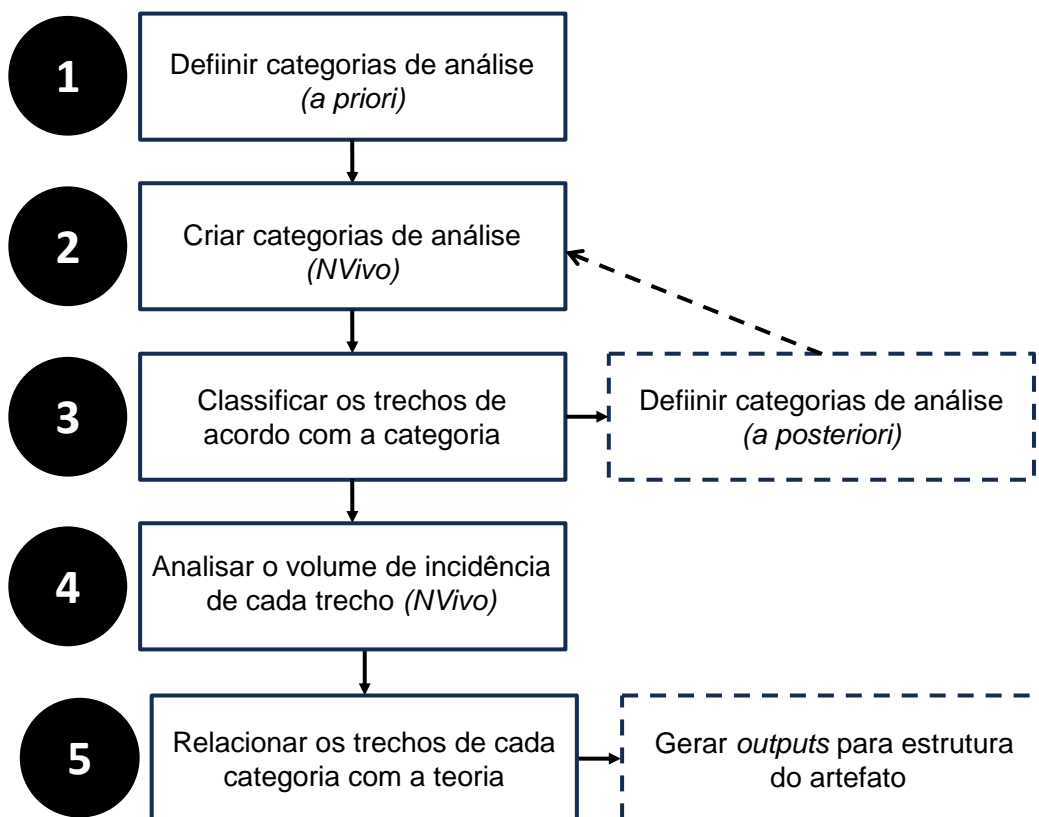 1
Defiinir categorias de análise
(a priori)
2
Criar categorias de análise
(NVivo)
3
Classificar os trechos de
acordo com a categoria
Defiinir categorias de análise
(a posteriori)
4
Analisar o volume de incidência
de cada trecho (NVivo)
5
Relacionar os trechos de cada
categoria com a teoria
Gerar outputs para estrutura
do artefato